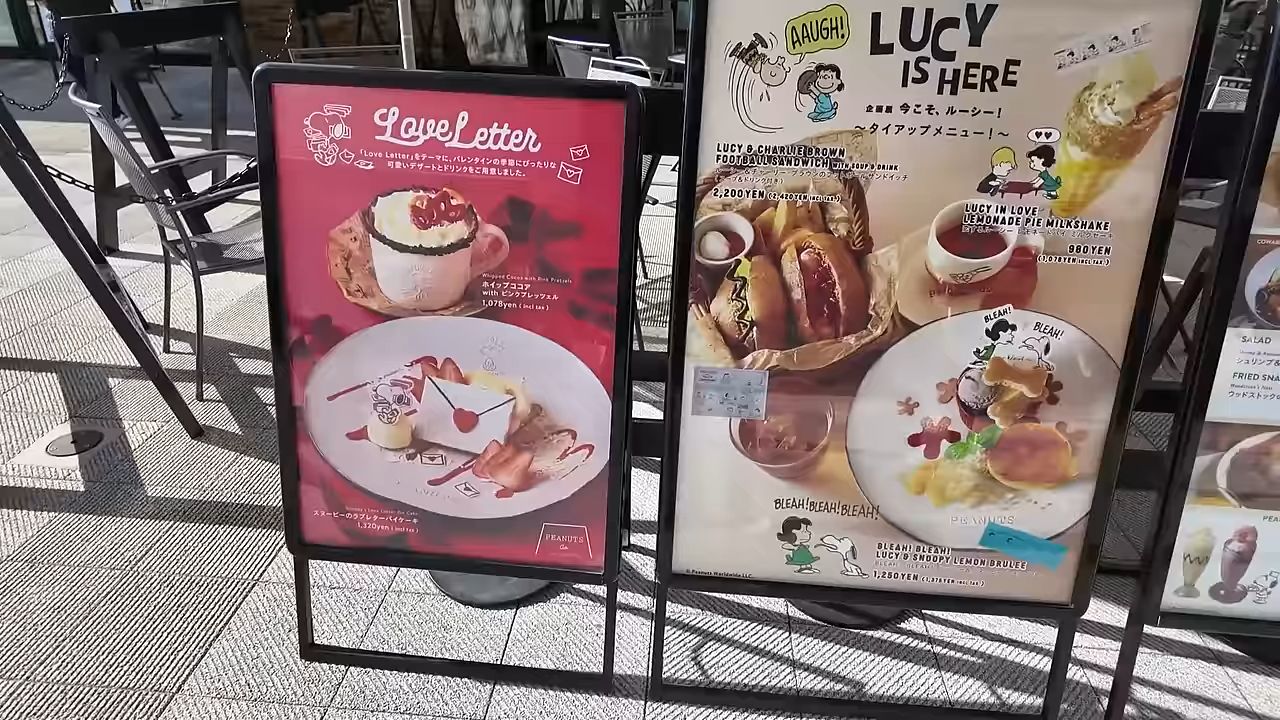 Love Letter
「Love Letter」をテーマに、バレンタインの季節にぴったりな
可愛いデザートとドリンクをご用意しました。
Whipped Cocoa with Pink Pretzels
ホイップココア
with ピンクプレッツェル
1,078yen ( incl tax )
スヌーピーのラブレターパイケーキ
1,320yen ( incl tax )
PEANUTS
AAUGH!
LUCY
IS HERE
企画展 今こそ、ルーシー!
〜タイアップメニュー!〜
LUCY & CHARLIE BROWN
FOOTBALL SANDWICH WITH SOUP & DRINK
2,200YEN (2,420YEN INCL TAX)
LUCY IN LOVE
LEMONADE PIE MILKSHAKE
980YEN
(1,078YEN INCL TAX)
BLEAH!
BLEAH!
PEANUTS
BLEAH! BLEAH! BLEAH!
BLEAH! BLEAH!
LUCY & SNOOPY LEMON BRULEE
1,250YEN (1,375YEN INCL TAX)
© Peanuts Worldwide LLC
SALAD
FRIED SNA